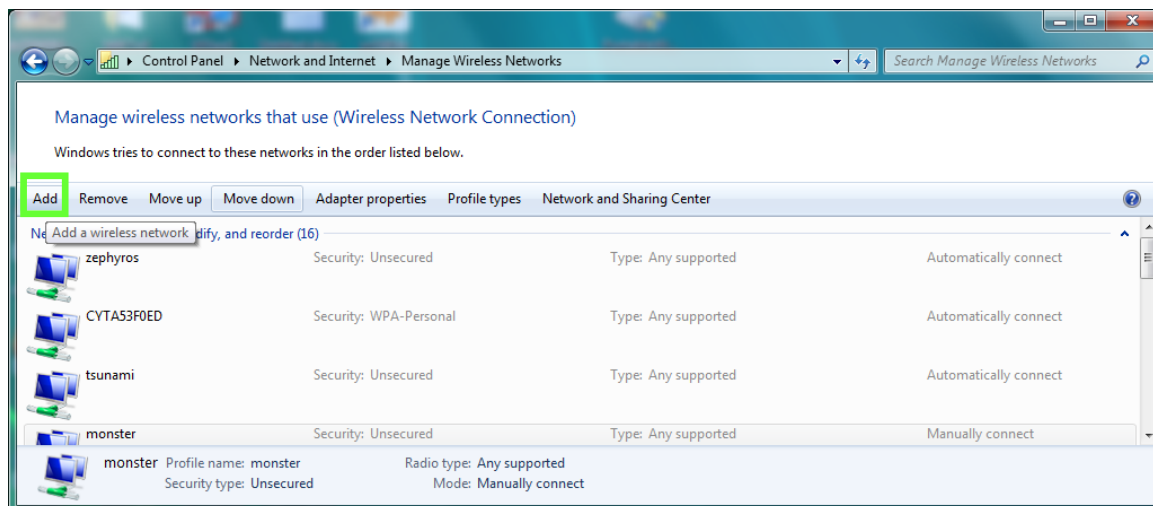 Control Panel Network and Internet Manage Wireless Networks Search Manage Wireless Networks
Manage wireless networks that use (Wireless Network Connection)
Windows tries to connect to these networks in the order listed below.
Add Remove Move up Move down Adapter properties Profile types Network and Sharing Center
Ne Add a wireless network dify, and reorder (16)
zephyros Security: Unsecured Type: Any supported Automatically connect
CYTA53F0ED Security: WPA-Personal Type: Any supported Automatically connect
tsunami Security: Unsecured Type: Any supported Automatically connect
monster Security: Unsecured Type: Any supported Manually connect
monster Profile name: monster Radio type: Any supported
Security type: Unsecured Mode: Manually connect